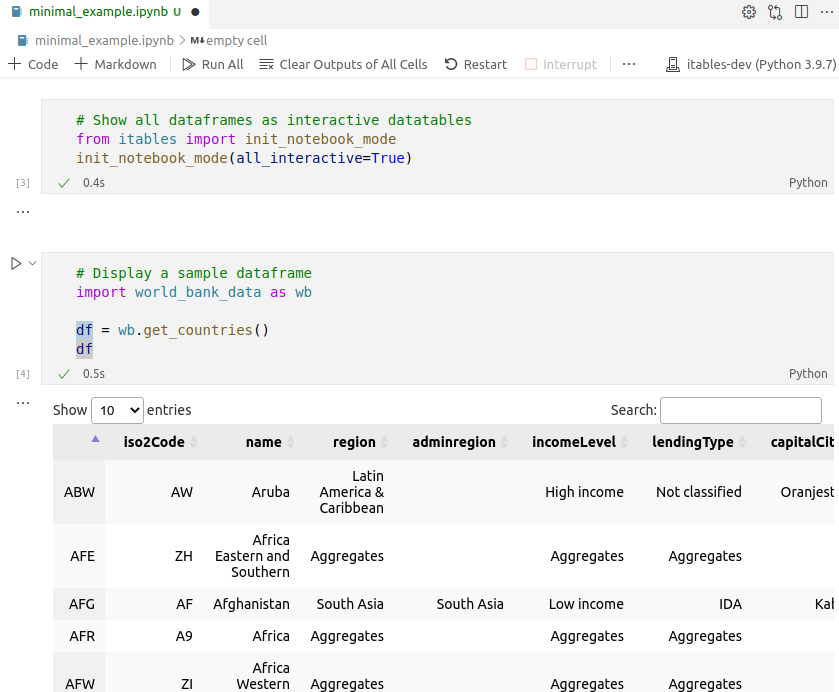 minimal_example.ipynb U ●
minimal_example.ipynb > M↓ empty cell
+ Code + Markdown Run All Clear Outputs of All Cells Restart Interrupt ... itables-dev (Python 3.9.7)
# Show all dataframes as interactive datatables
from itables import init_notebook_mode
init_notebook_mode(all_interactive=True)
[3] ✓ 0.4s Python
...
# Display a sample dataframe
import world_bank_data as wb
df = wb.get_countries()
df
[4] ✓ 0.5s Python
...
Show 10 entries Search:
iso2Code name region adminregion incomeLevel lendingType capitalCit
ABW AW Aruba Latin America & Caribbean High income Not classified Oranjest
AFE ZH Africa Eastern and Southern Aggregates Aggregates Aggregates
AFG AF Afghanistan South Asia South Asia Low income IDA Kab
AFR A9 Africa Aggregates Aggregates Aggregates
AFW ZI Africa Western Aggregates Aggregates Aggregates